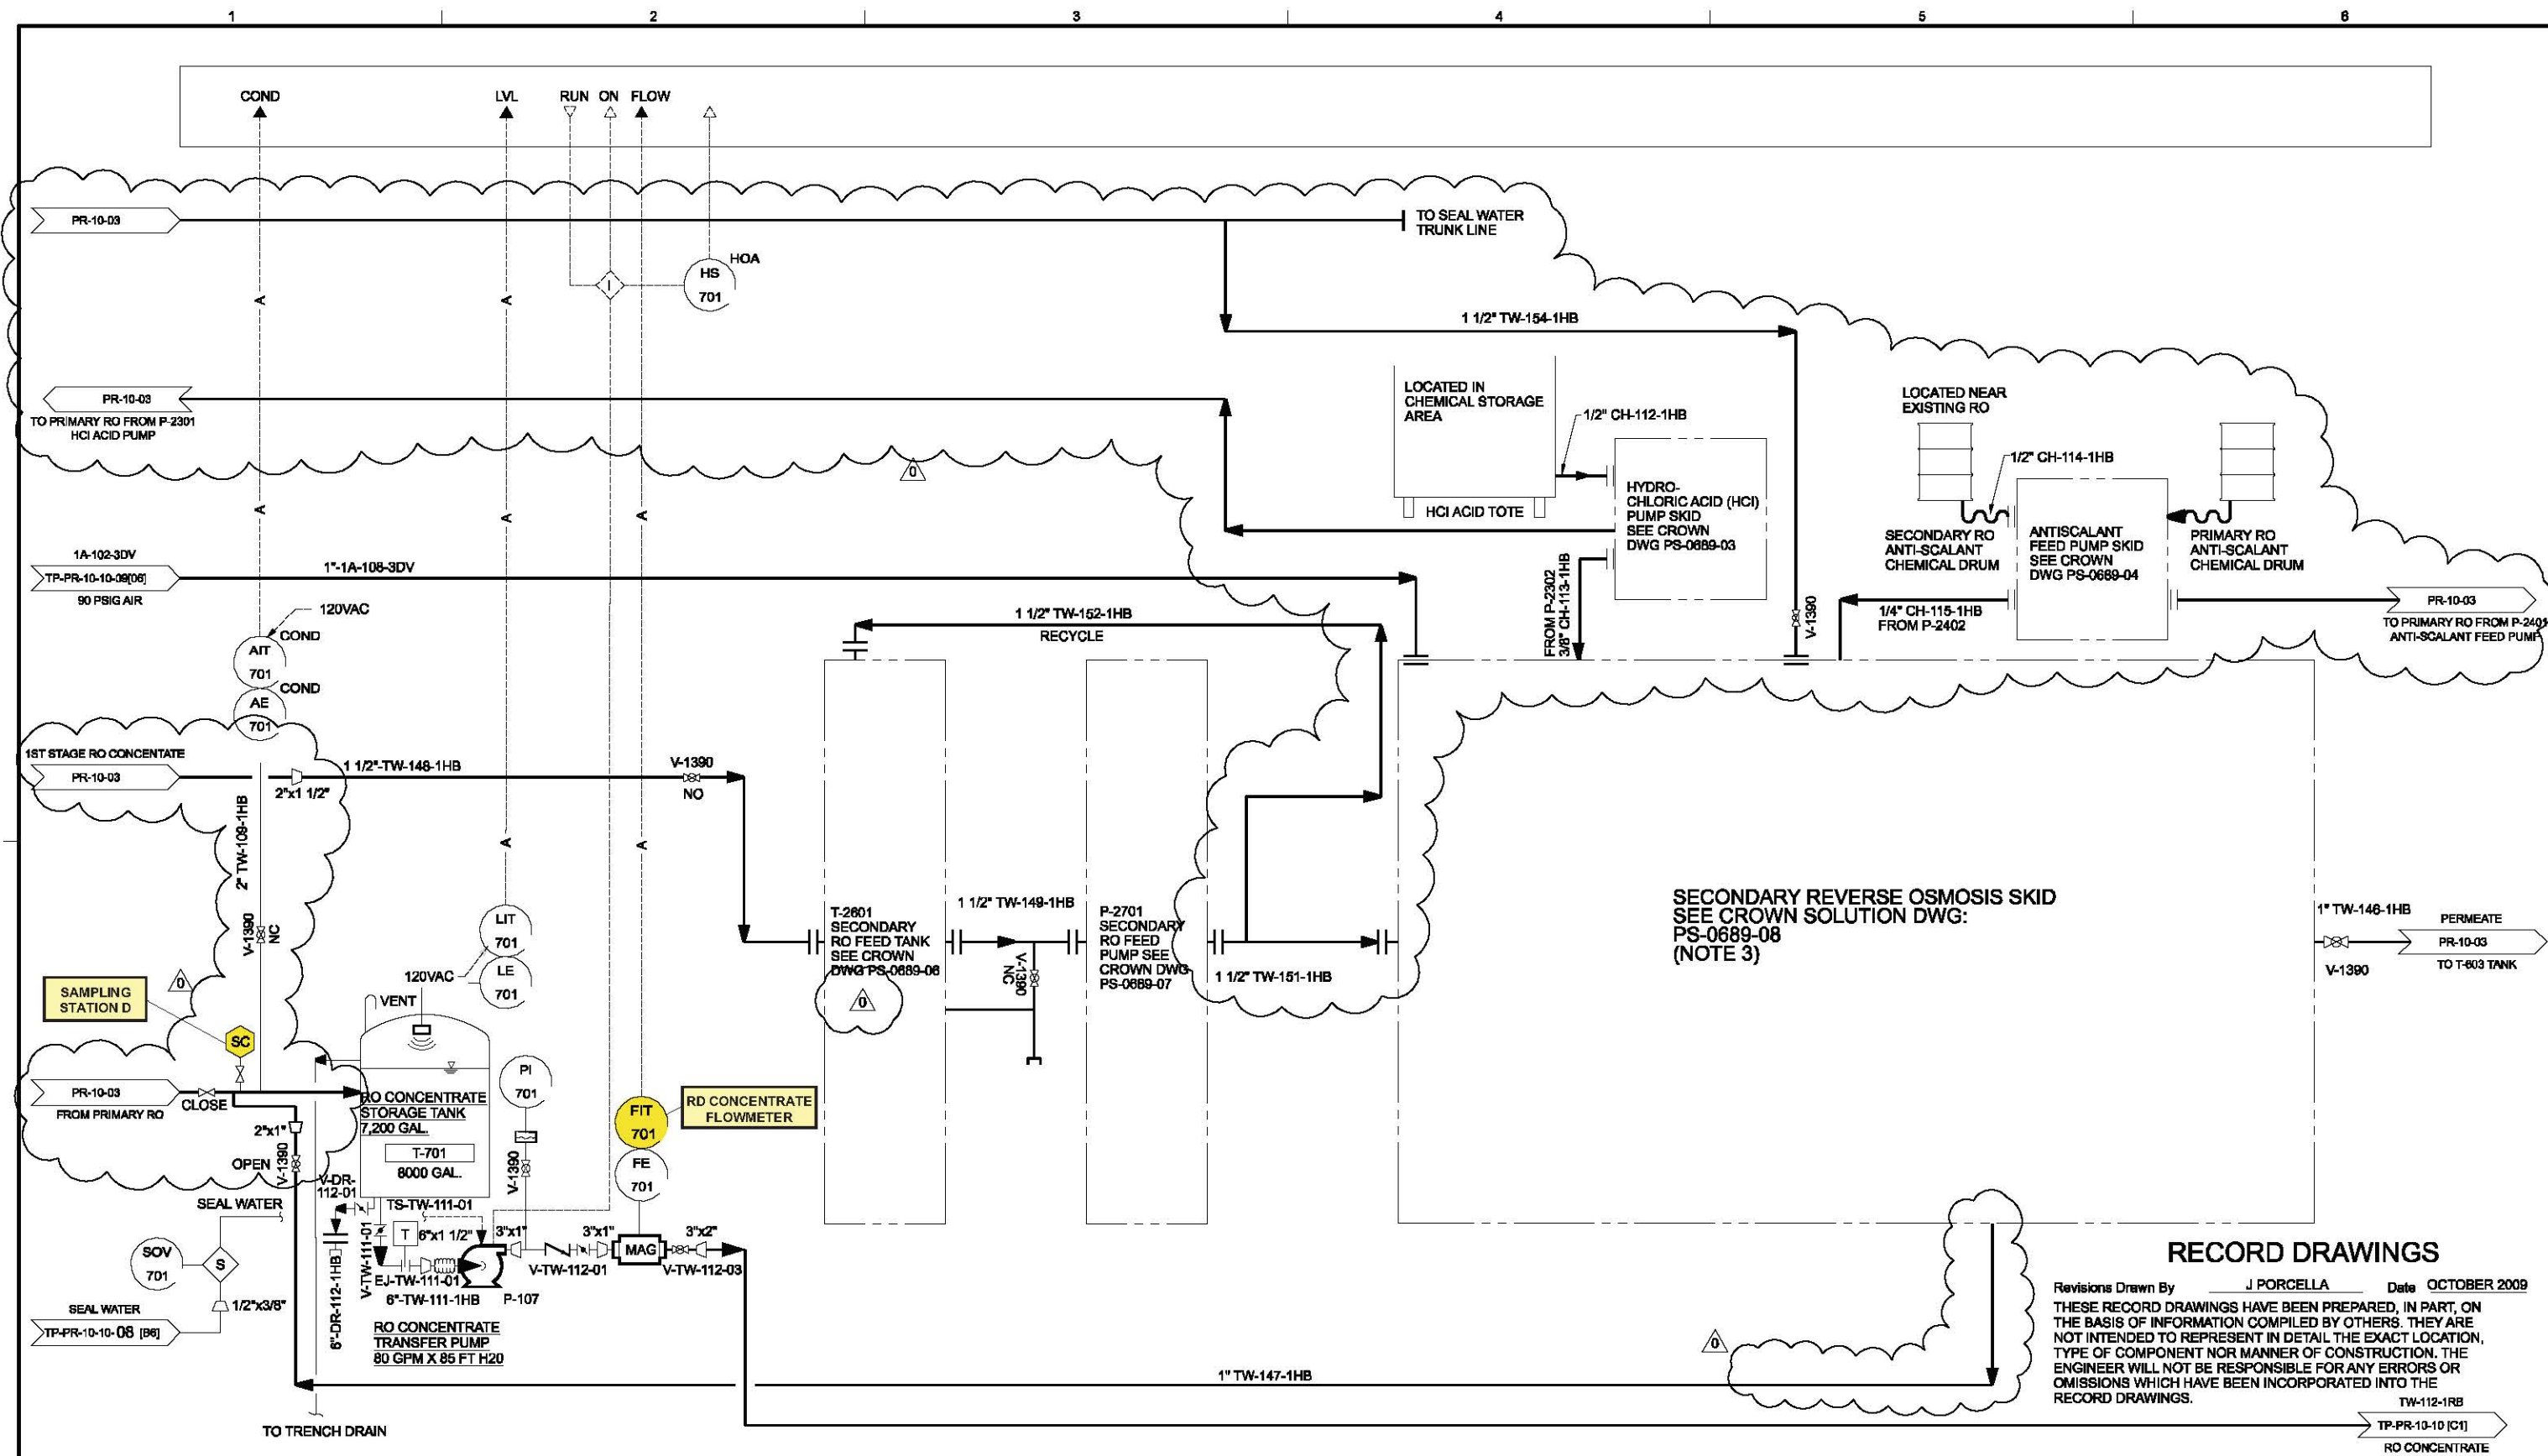 1
2
3
4
5
6
COND
LVL
RUN
ON
FLOW
PR-10-03
TO SEAL WATER
TRUNK LINE
HS
701
HOA
I
A
A
1 1/2" TW-154-1HB
PR-10-03
TO PRIMARY RO FROM P-2301
HCl ACID PUMP
LOCATED IN
CHEMICAL STORAGE
AREA
1/2" CH-112-1HB
HCl ACID TOTE
HYDRO-
CHLORIC ACID (HCl)
PUMP SKID
SEE CROWN
DWG PS-0689-03
LOCATED NEAR
EXISTING RO
1/2" CH-114-1HB
SECONDARY RO
ANTI-SCALANT
CHEMICAL DRUM
ANTISCALANT
FEED PUMP SKID
SEE CROWN
DWG PS-0689-04
PRIMARY RO
ANTI-SCALANT
CHEMICAL DRUM
0
A
A
A
1A-102-3DV
TP-PR-10-10-09[06]
90 PSIG AIR
1"-1A-108-3DV
FROM P-2302
3/8" CH-113-1HB
V-1390
1/4" CH-115-1HB
FROM P-2402
PR-10-03
TO PRIMARY RO FROM P-2401
ANTI-SCALANT FEED PUMP
120VAC
COND
AIT
701
COND
AE
701
1 1/2" TW-152-1HB
RECYCLE
1ST STAGE RO CONCENTATE
PR-10-03
2"x1 1/2"
1 1/2"-TW-148-1HB
V-1390
NO
2" TW-109-1HB
V-1390
NC
A
A
LIT
701
LE
701
120VAC
T-2601
SECONDARY
RO FEED TANK
SEE CROWN
DWG PS-0689-06
0
1 1/2" TW-149-1HB
V-1390
NC
P-2701
SECONDARY
RO FEED
PUMP SEE
CROWN DWG
PS-0689-07
1 1/2" TW-151-1HB
SECONDARY REVERSE OSMOSIS SKID
SEE CROWN SOLUTION DWG:
PS-0689-08
(NOTE 3)
1" TW-146-1HB
V-1390
PERMEATE
PR-10-03
TO T-603 TANK
SAMPLING
STATION D
0
SC
VENT
PR-10-03
FROM PRIMARY RO
CLOSE
RO CONCENTRATE
STORAGE TANK
7,200 GAL.
T-701
8000 GAL.
PI
701
V-1390
FIT
701
RD CONCENTRATE
FLOWMETER
FE
701
2"x1"
OPEN
V-1390
V-DR-
112-01
SEAL WATER
SOV
701
S
1/2"x3/8"
SEAL WATER
TP-PR-10-10-08 [B6]
6"-DR-112-1HB
V-TW-111-01
TS-TW-111-01
T
6"x1 1/2"
3"x1"
3"x1"
MAG
3"x2"
EJ-TW-111-01
6"-TW-111-1HB
P-107
V-TW-112-01
V-TW-112-03
RO CONCENTRATE
TRANSFER PUMP
80 GPM X 85 FT H20
TO TRENCH DRAIN
1" TW-147-1HB
0
RECORD DRAWINGS
Revisions Drawn By J PORCELLA Date OCTOBER 2009
THESE RECORD DRAWINGS HAVE BEEN PREPARED, IN PART, ON
THE BASIS OF INFORMATION COMPILED BY OTHERS. THEY ARE
NOT INTENDED TO REPRESENT IN DETAIL THE EXACT LOCATION,
TYPE OF COMPONENT NOR MANNER OF CONSTRUCTION. THE
ENGINEER WILL NOT BE RESPONSIBLE FOR ANY ERRORS OR
OMISSIONS WHICH HAVE BEEN INCORPORATED INTO THE
RECORD DRAWINGS.
TW-112-1RB
TP-PR-10-10 [C1]
RO CONCENTRATE